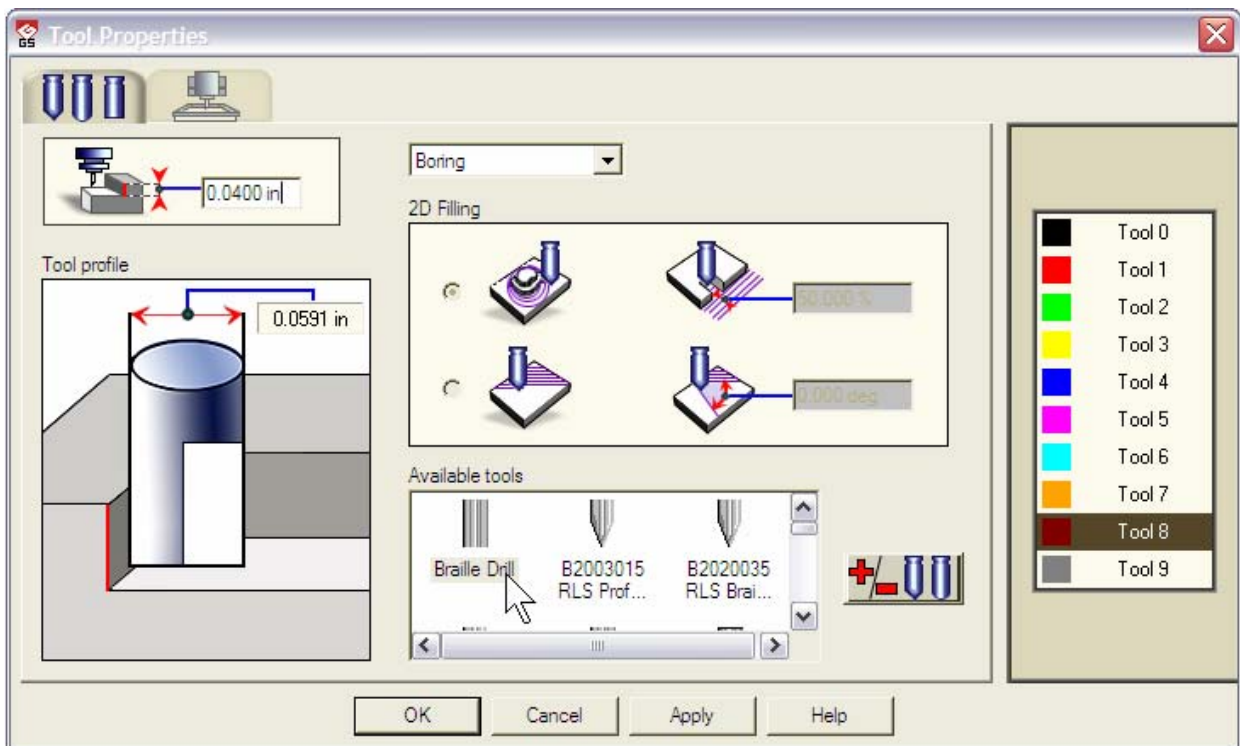 GS Tool Properties
0.0400 in
Boring
2D Filling
Tool profile
0.0591 in
50.000 %
0.000 deg
Available tools
Braille Drill
B2003015
RLS Prof...
B2020035
RLS Brai...
Tool 0
Tool 1
Tool 2
Tool 3
Tool 4
Tool 5
Tool 6
Tool 7
Tool 8
Tool 9
OK
Cancel
Apply
Help